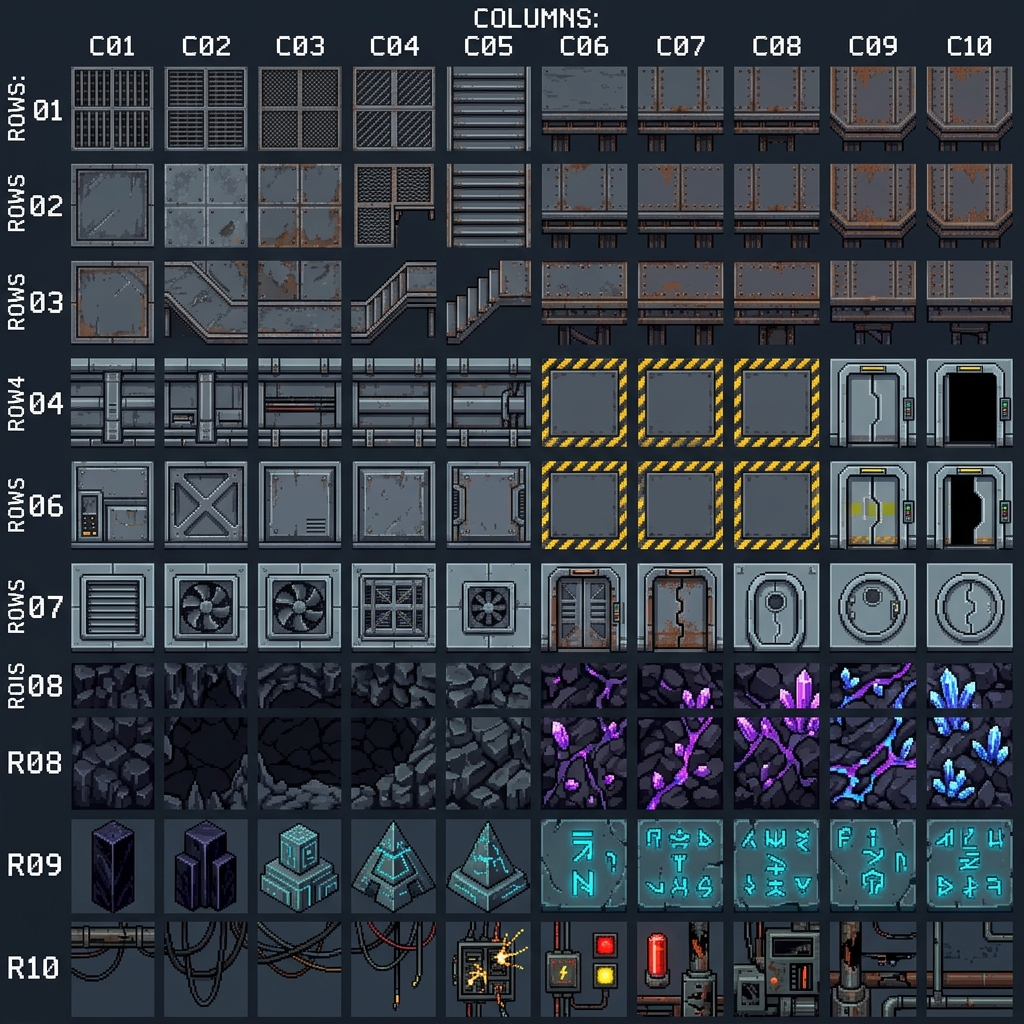 COLUMNS:
C01 C02 C03 C04 C05 C06 C07 C08 C09 C10
ROWS: 01
ROWS 02
ROWS 03
ROW4 04
ROWS 06
ROWS 07
ROIS 08
R08
R09
R10